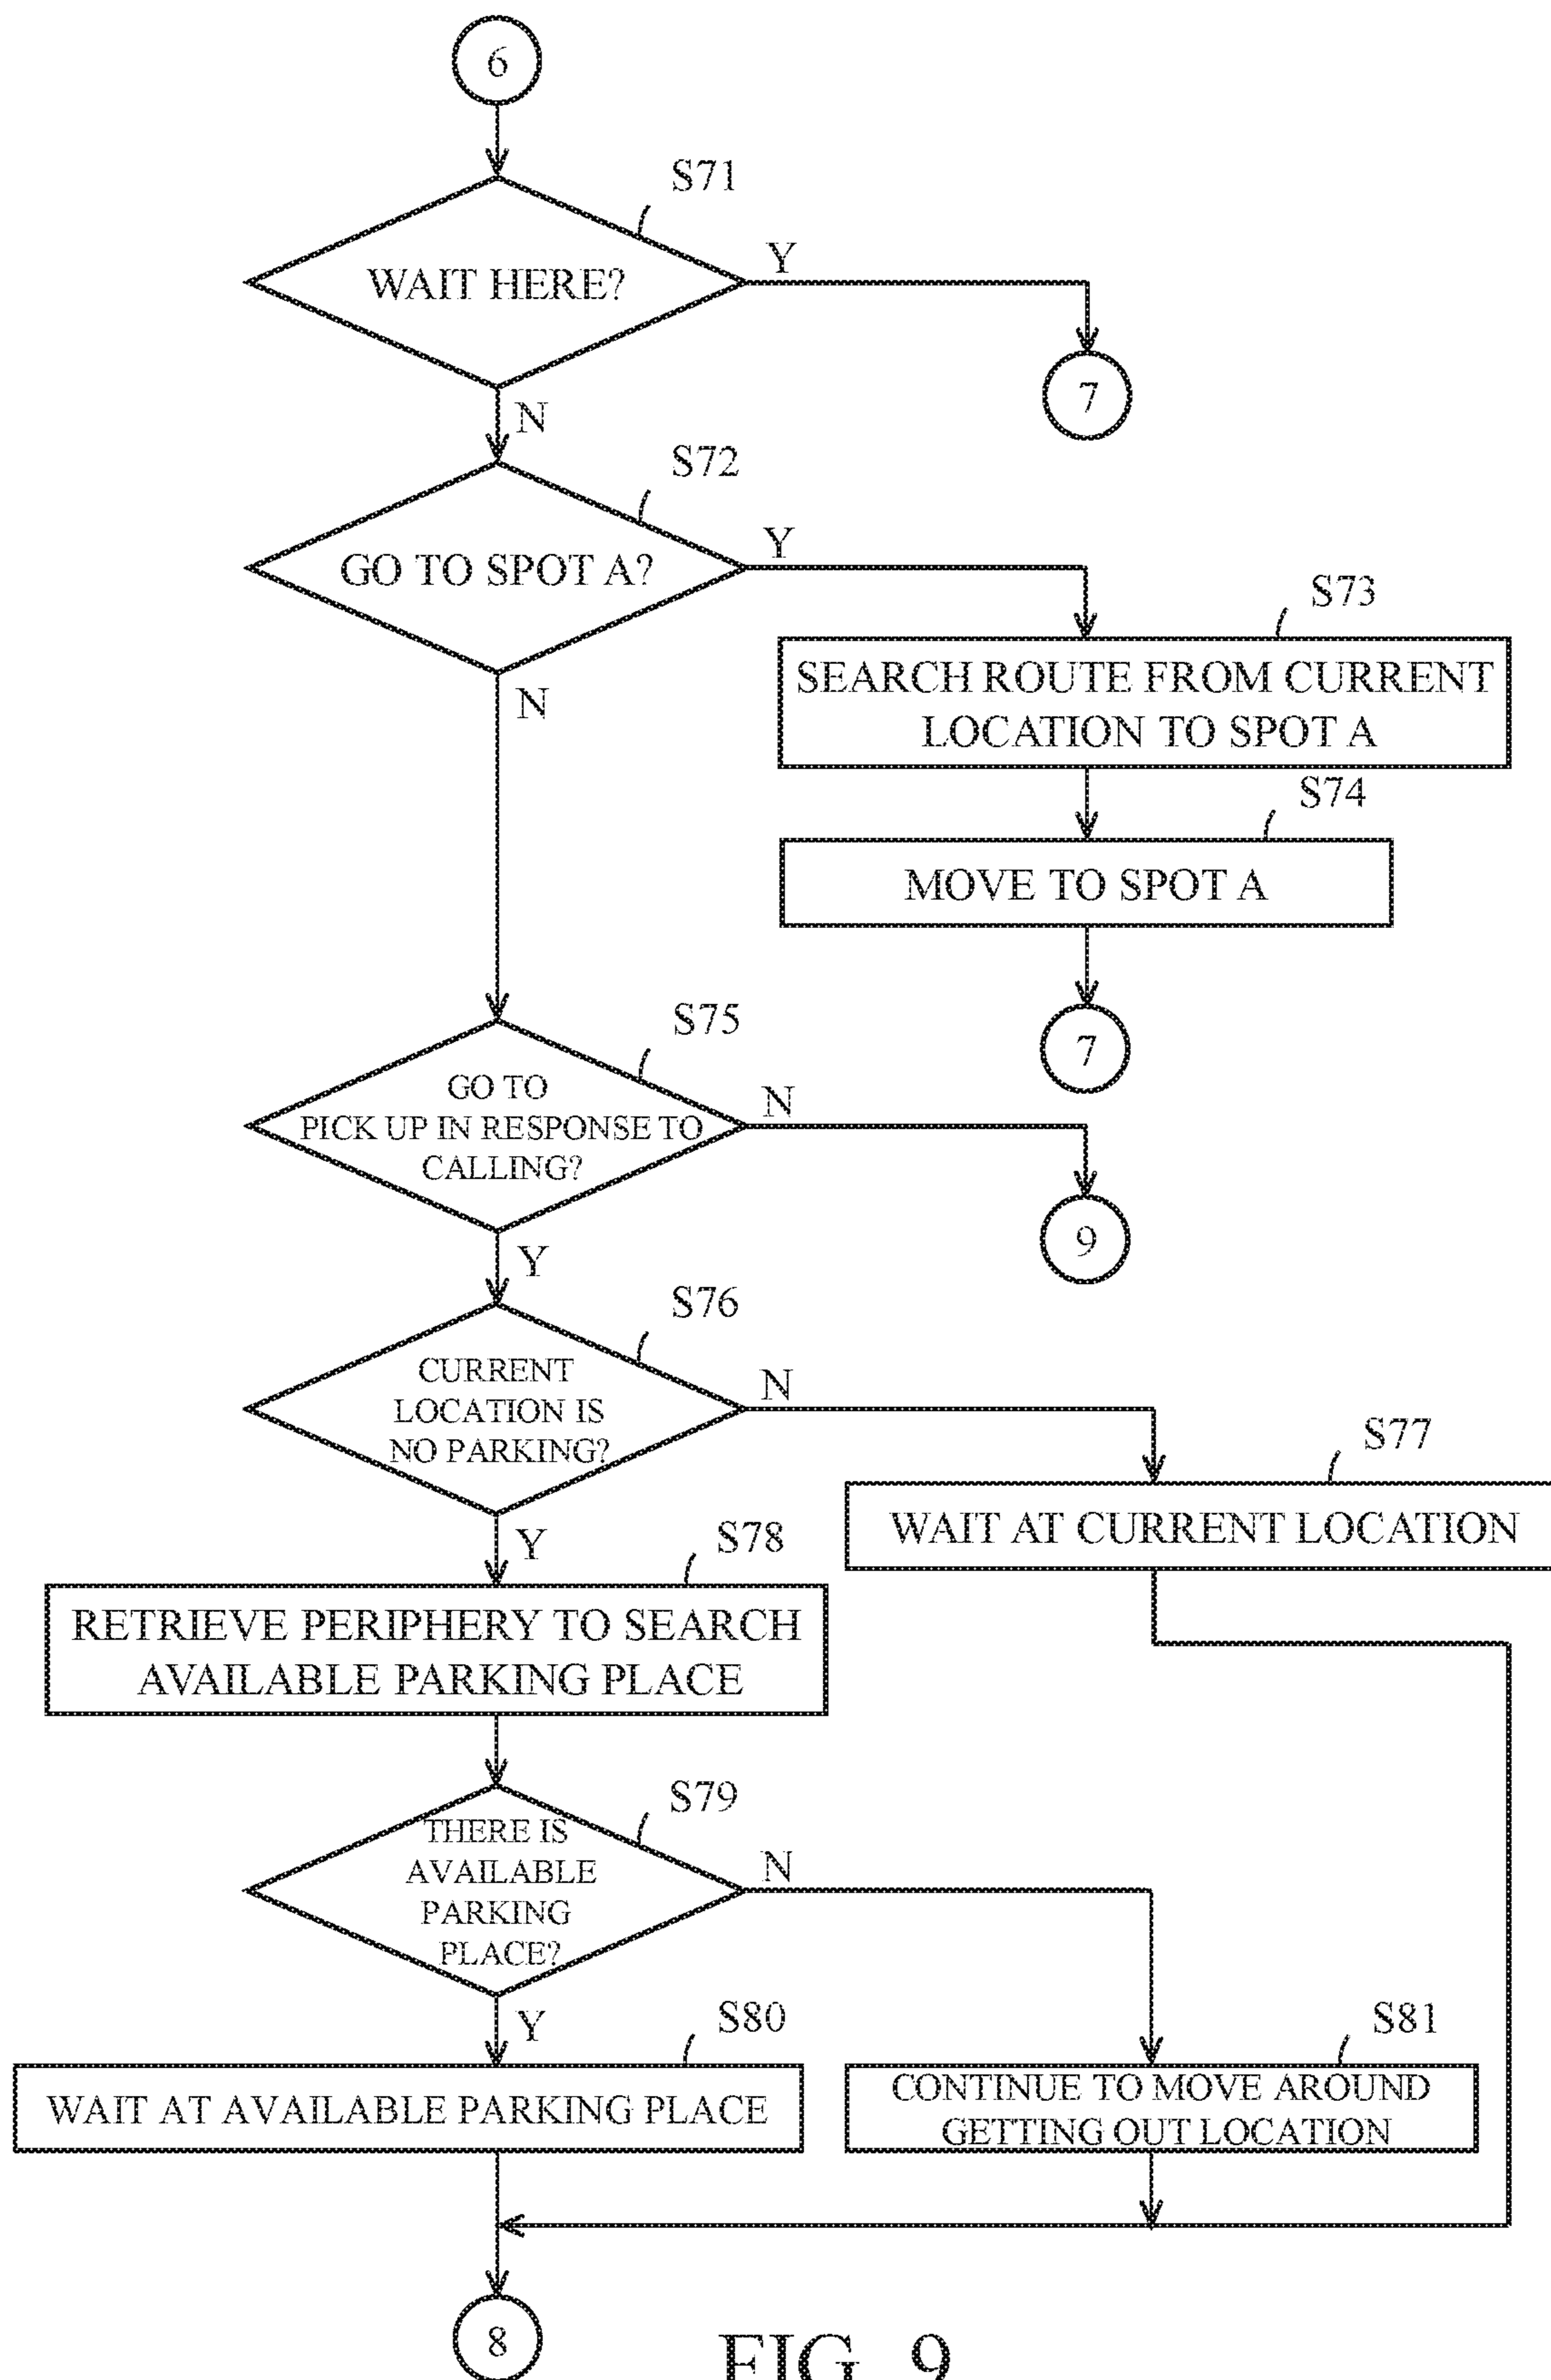 6
S71
WAIT HERE?
Y
7
N
S72
GO TO SPOT A?
Y
S73
SEARCH ROUTE FROM CURRENT
LOCATION TO SPOT A
N
S74
MOVE TO SPOT A
7
S75
GO TO
PICK UP IN RESPONSE TO
CALLING?
N
9
Y
S76
CURRENT
LOCATION IS
NO PARKING?
N
S77
WAIT AT CURRENT LOCATION
Y
S78
RETRIEVE PERIPHERY TO SEARCH
AVAILABLE PARKING PLACE
S79
THERE IS
AVAILABLE
PARKING
PLACE?
N
Y
S80
WAIT AT AVAILABLE PARKING PLACE
S81
CONTINUE TO MOVE AROUND
GETTING OUT LOCATION
8
FIG. 9